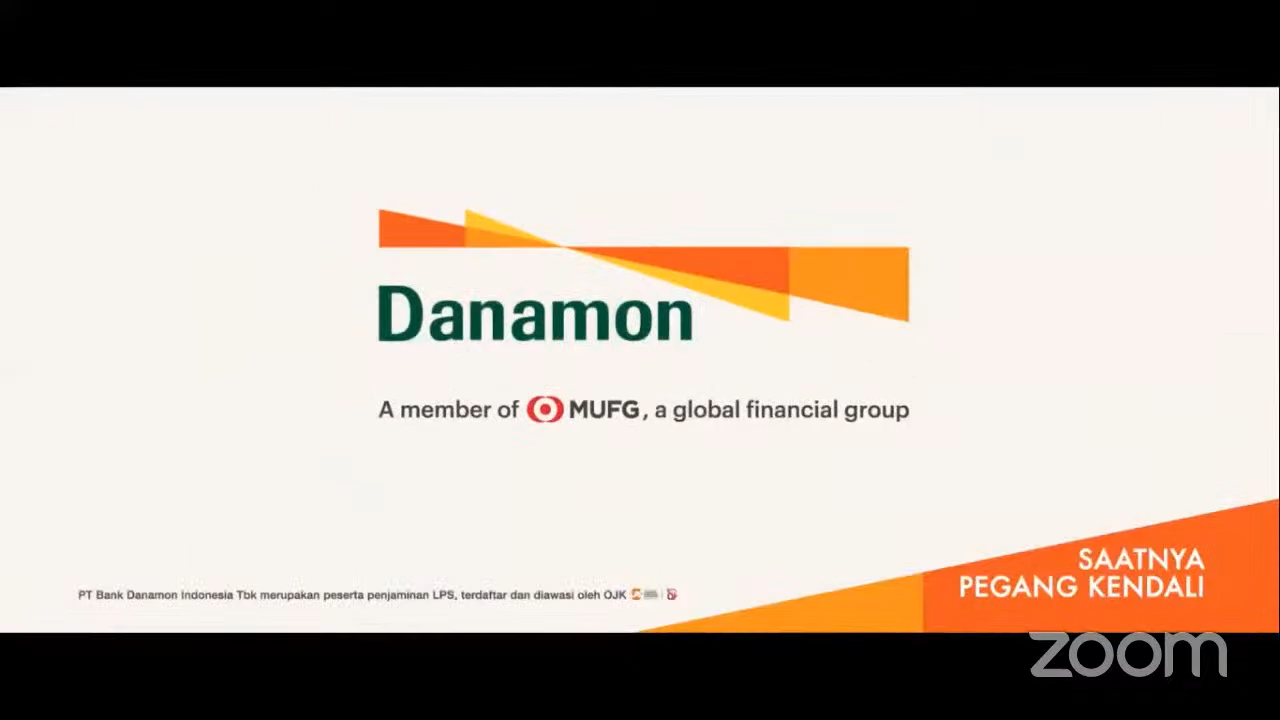 Danamon
A member of MUFG, a global financial group
SAATNYA
PEGANG KENDALI
PT Bank Danamon Indonesia Tbk merupakan peserta penjaminan LPS, terdaftar dan diawasi oleh OJK
zoom